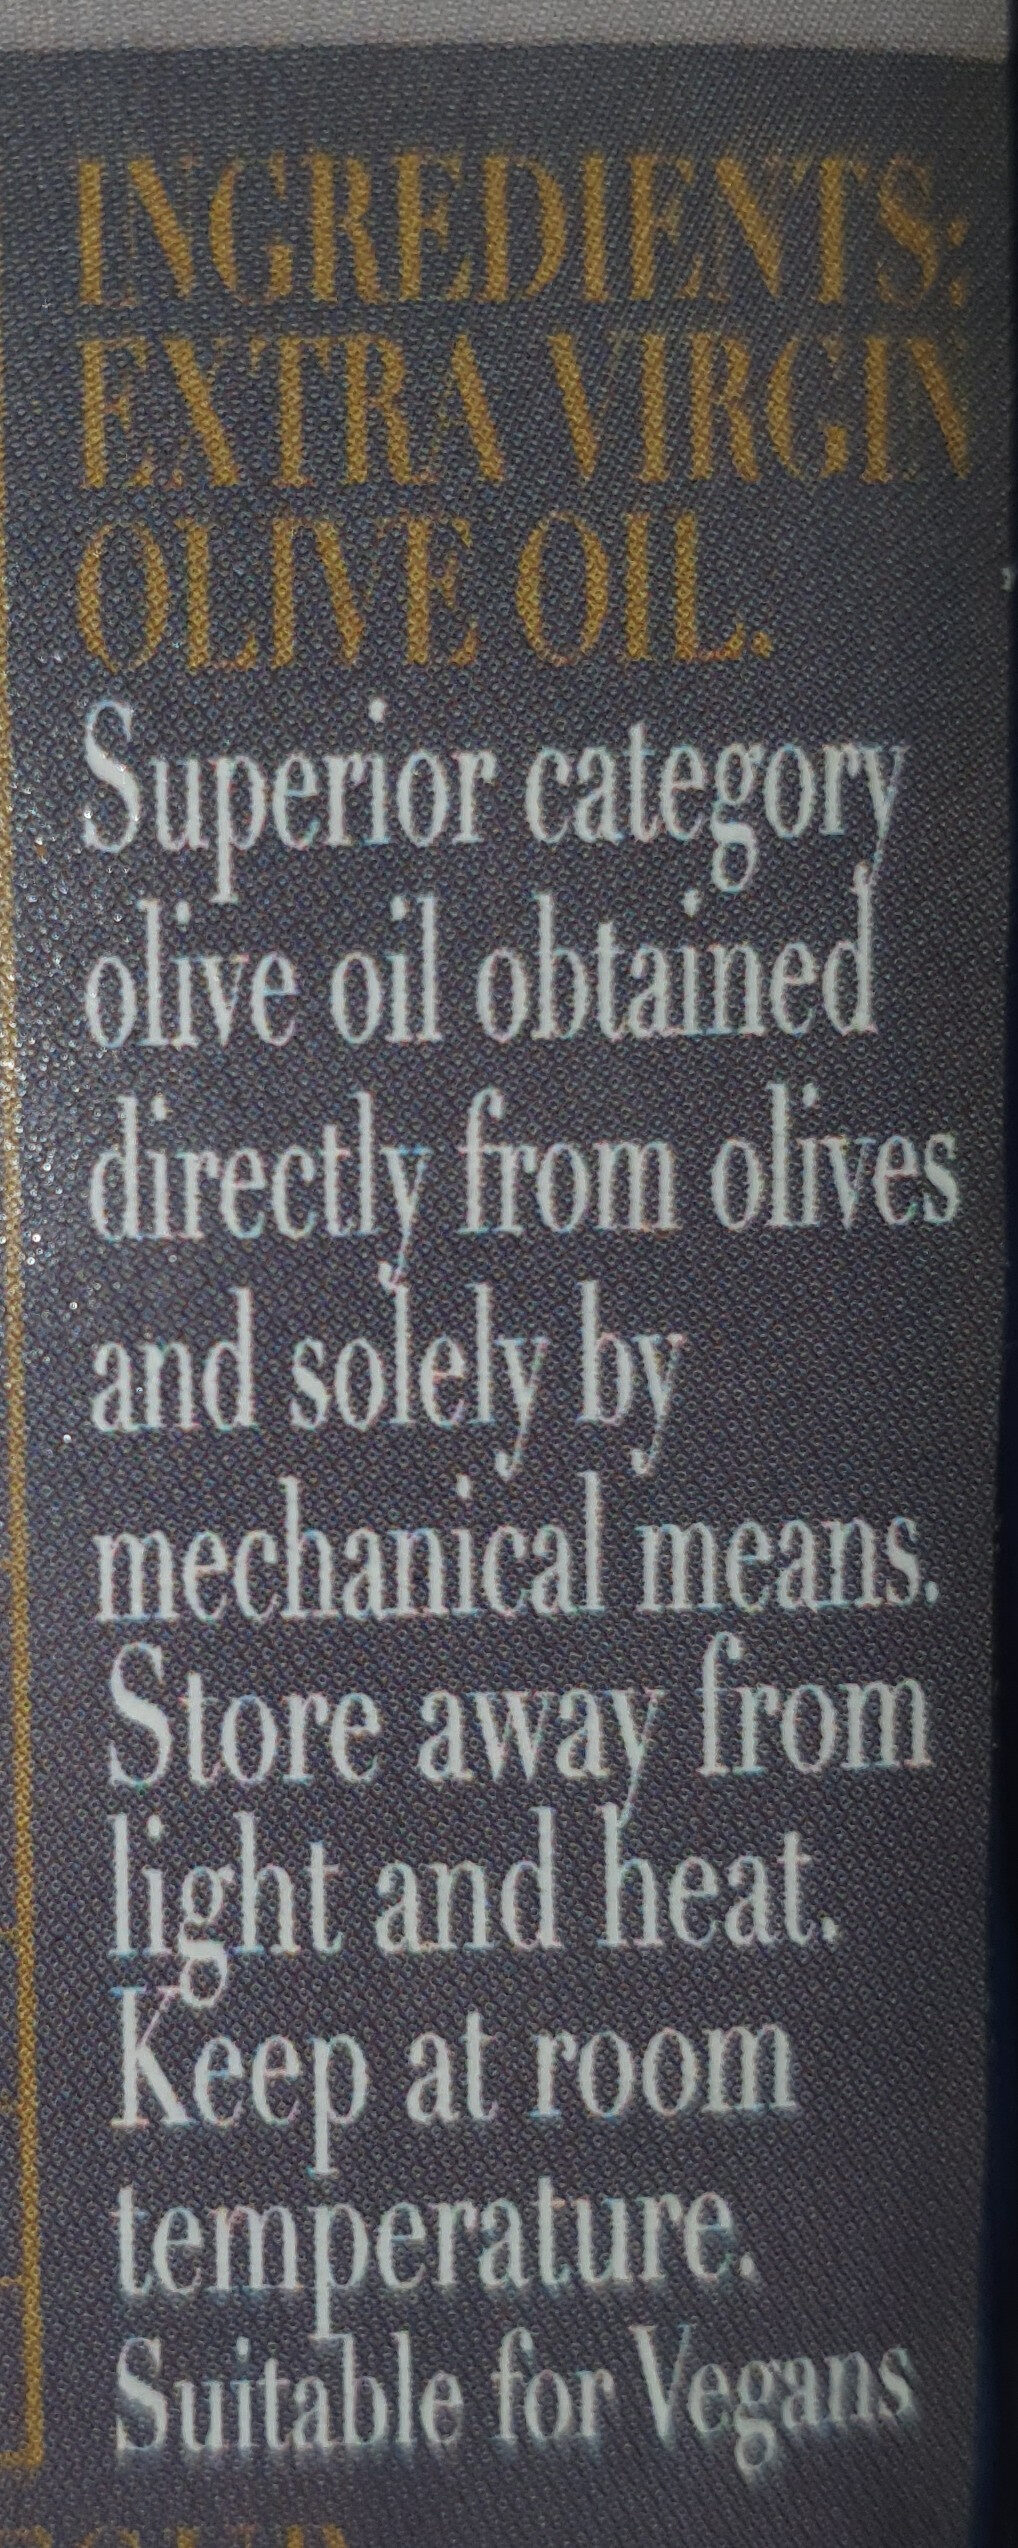 INGREDIENTS:
EXTRA VIRGIN
OLIVE OIL.
Superior category
olive oil obtained
directly from olives
and solely by
mechanical means.
Store away from
light and heat.
Keep at room
temperature.
Suitable for Vegans